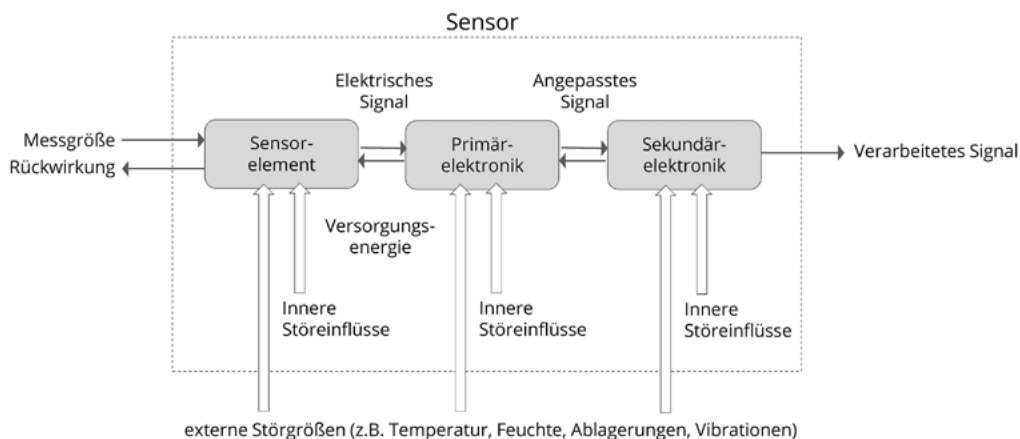 Sensor
Elektrisches
Signal
Angepasstes
Signal
Messgröße
Rückwirkung
Sensor-
element
Primär-
elektronik
Sekundär-
elektronik
Verarbeitetes Signal
Versorgungs-
energie
Innere
Störeinflüsse
Innere
Störeinflüsse
Innere
Störeinflüsse
externe Störgrößen (z.B. Temperatur, Feuchte, Ablagerungen, Vibrationen)